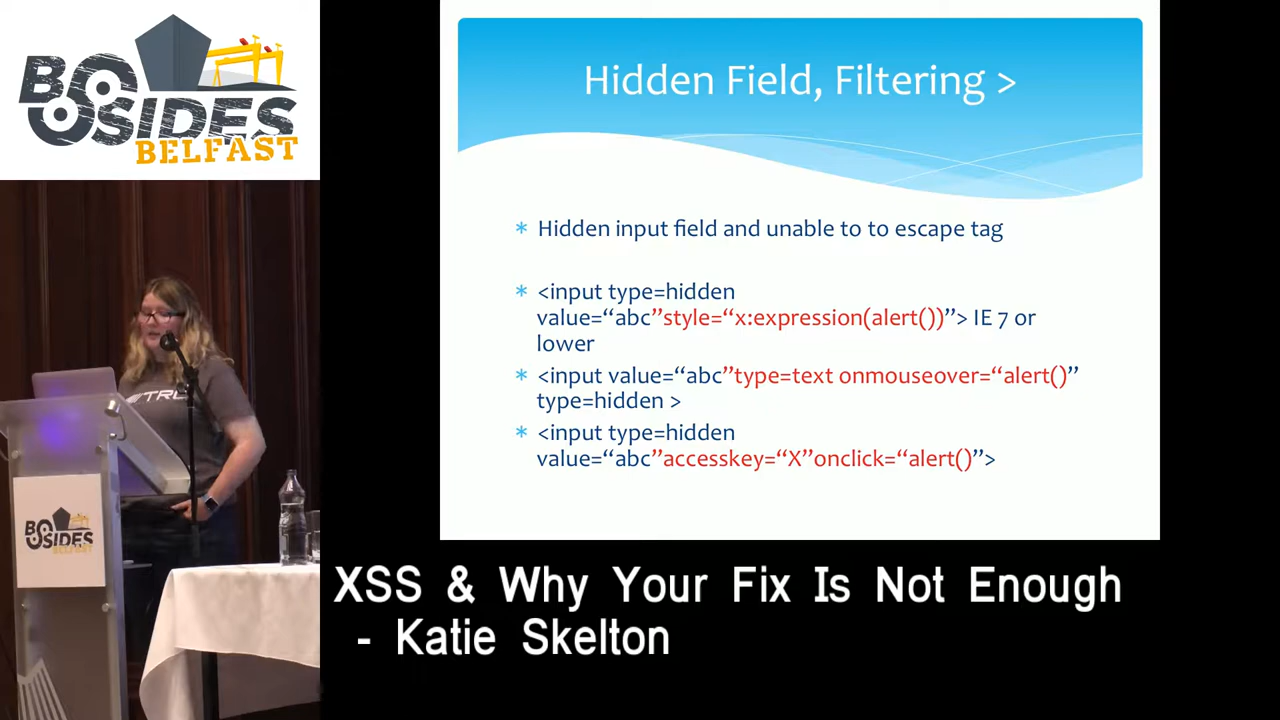 BSIDES
BELFAST
Hidden Field, Filtering >
* Hidden input field and unable to to escape tag
* <input type=hidden
value=“abc”style=“x:expression(alert())”> IE 7 or
lower
* <input value=“abc”type=text onmouseover=“alert()”
type=hidden >
* <input type=hidden
value=“abc”accesskey=“X”onclick=“alert()”>
BSIDES
BELFAST
XSS & Why Your Fix Is Not Enough
- Katie Skelton